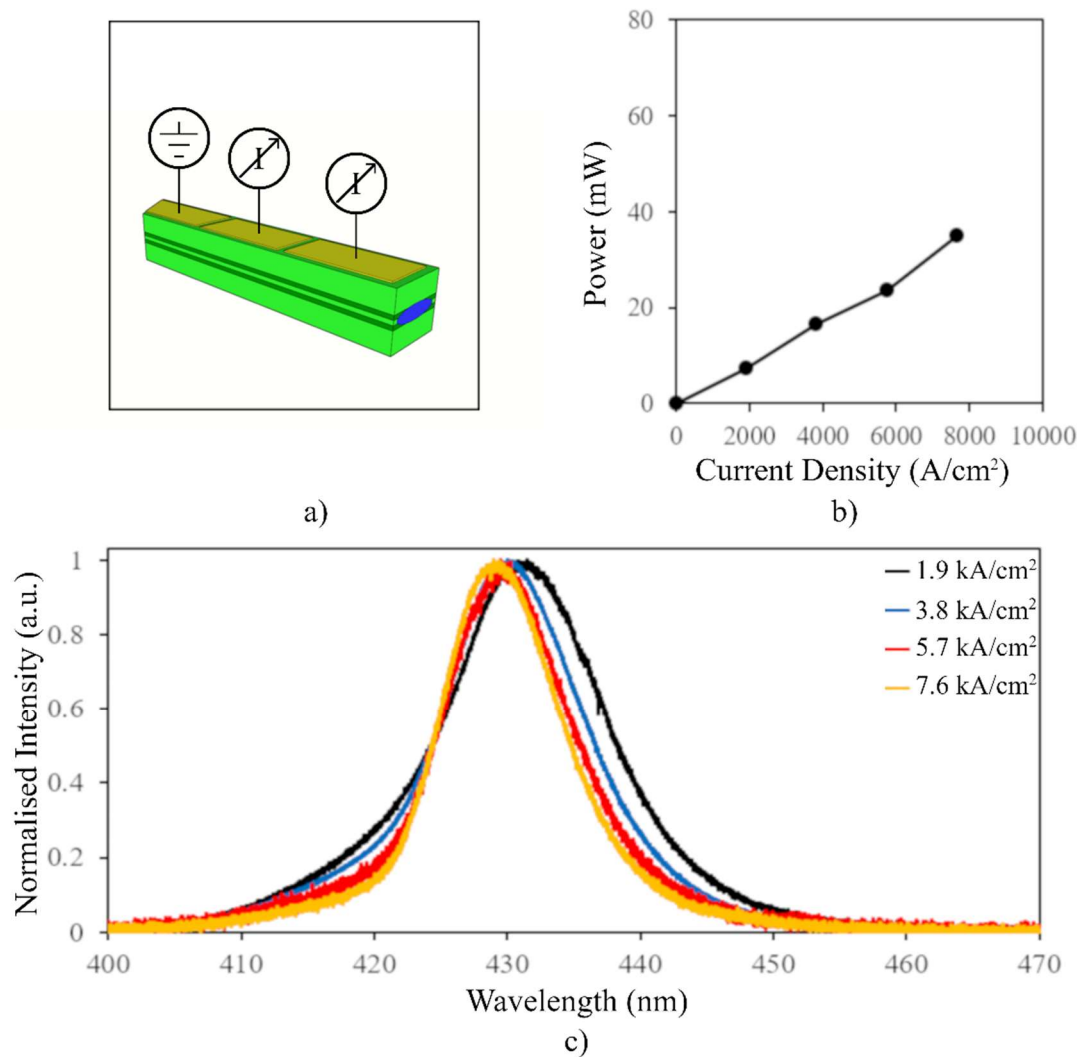 I
I
a)
80
60
40
20
0
Power (mW)
0 2000 4000 6000 8000 10000
Current Density (A/cm²)
b)
1
0.8
0.6
0.4
0.2
0
Normalised Intensity (a.u.)
1.9 kA/cm²
3.8 kA/cm²
5.7 kA/cm²
7.6 kA/cm²
400 410 420 430 440 450 460 470
Wavelength (nm)
c)